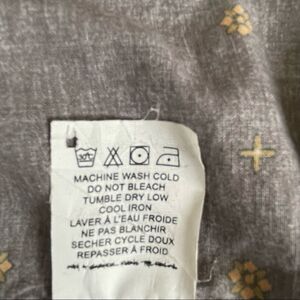 MACHINE WASH COLD
DO NOT BLEACH
TUMBLE DRY LOW
COOL IRON
LAVER À L'EAU FROIDE
NE PAS BLANCHIR
SECHER CYCLE DOUX
REPASSER À FROID